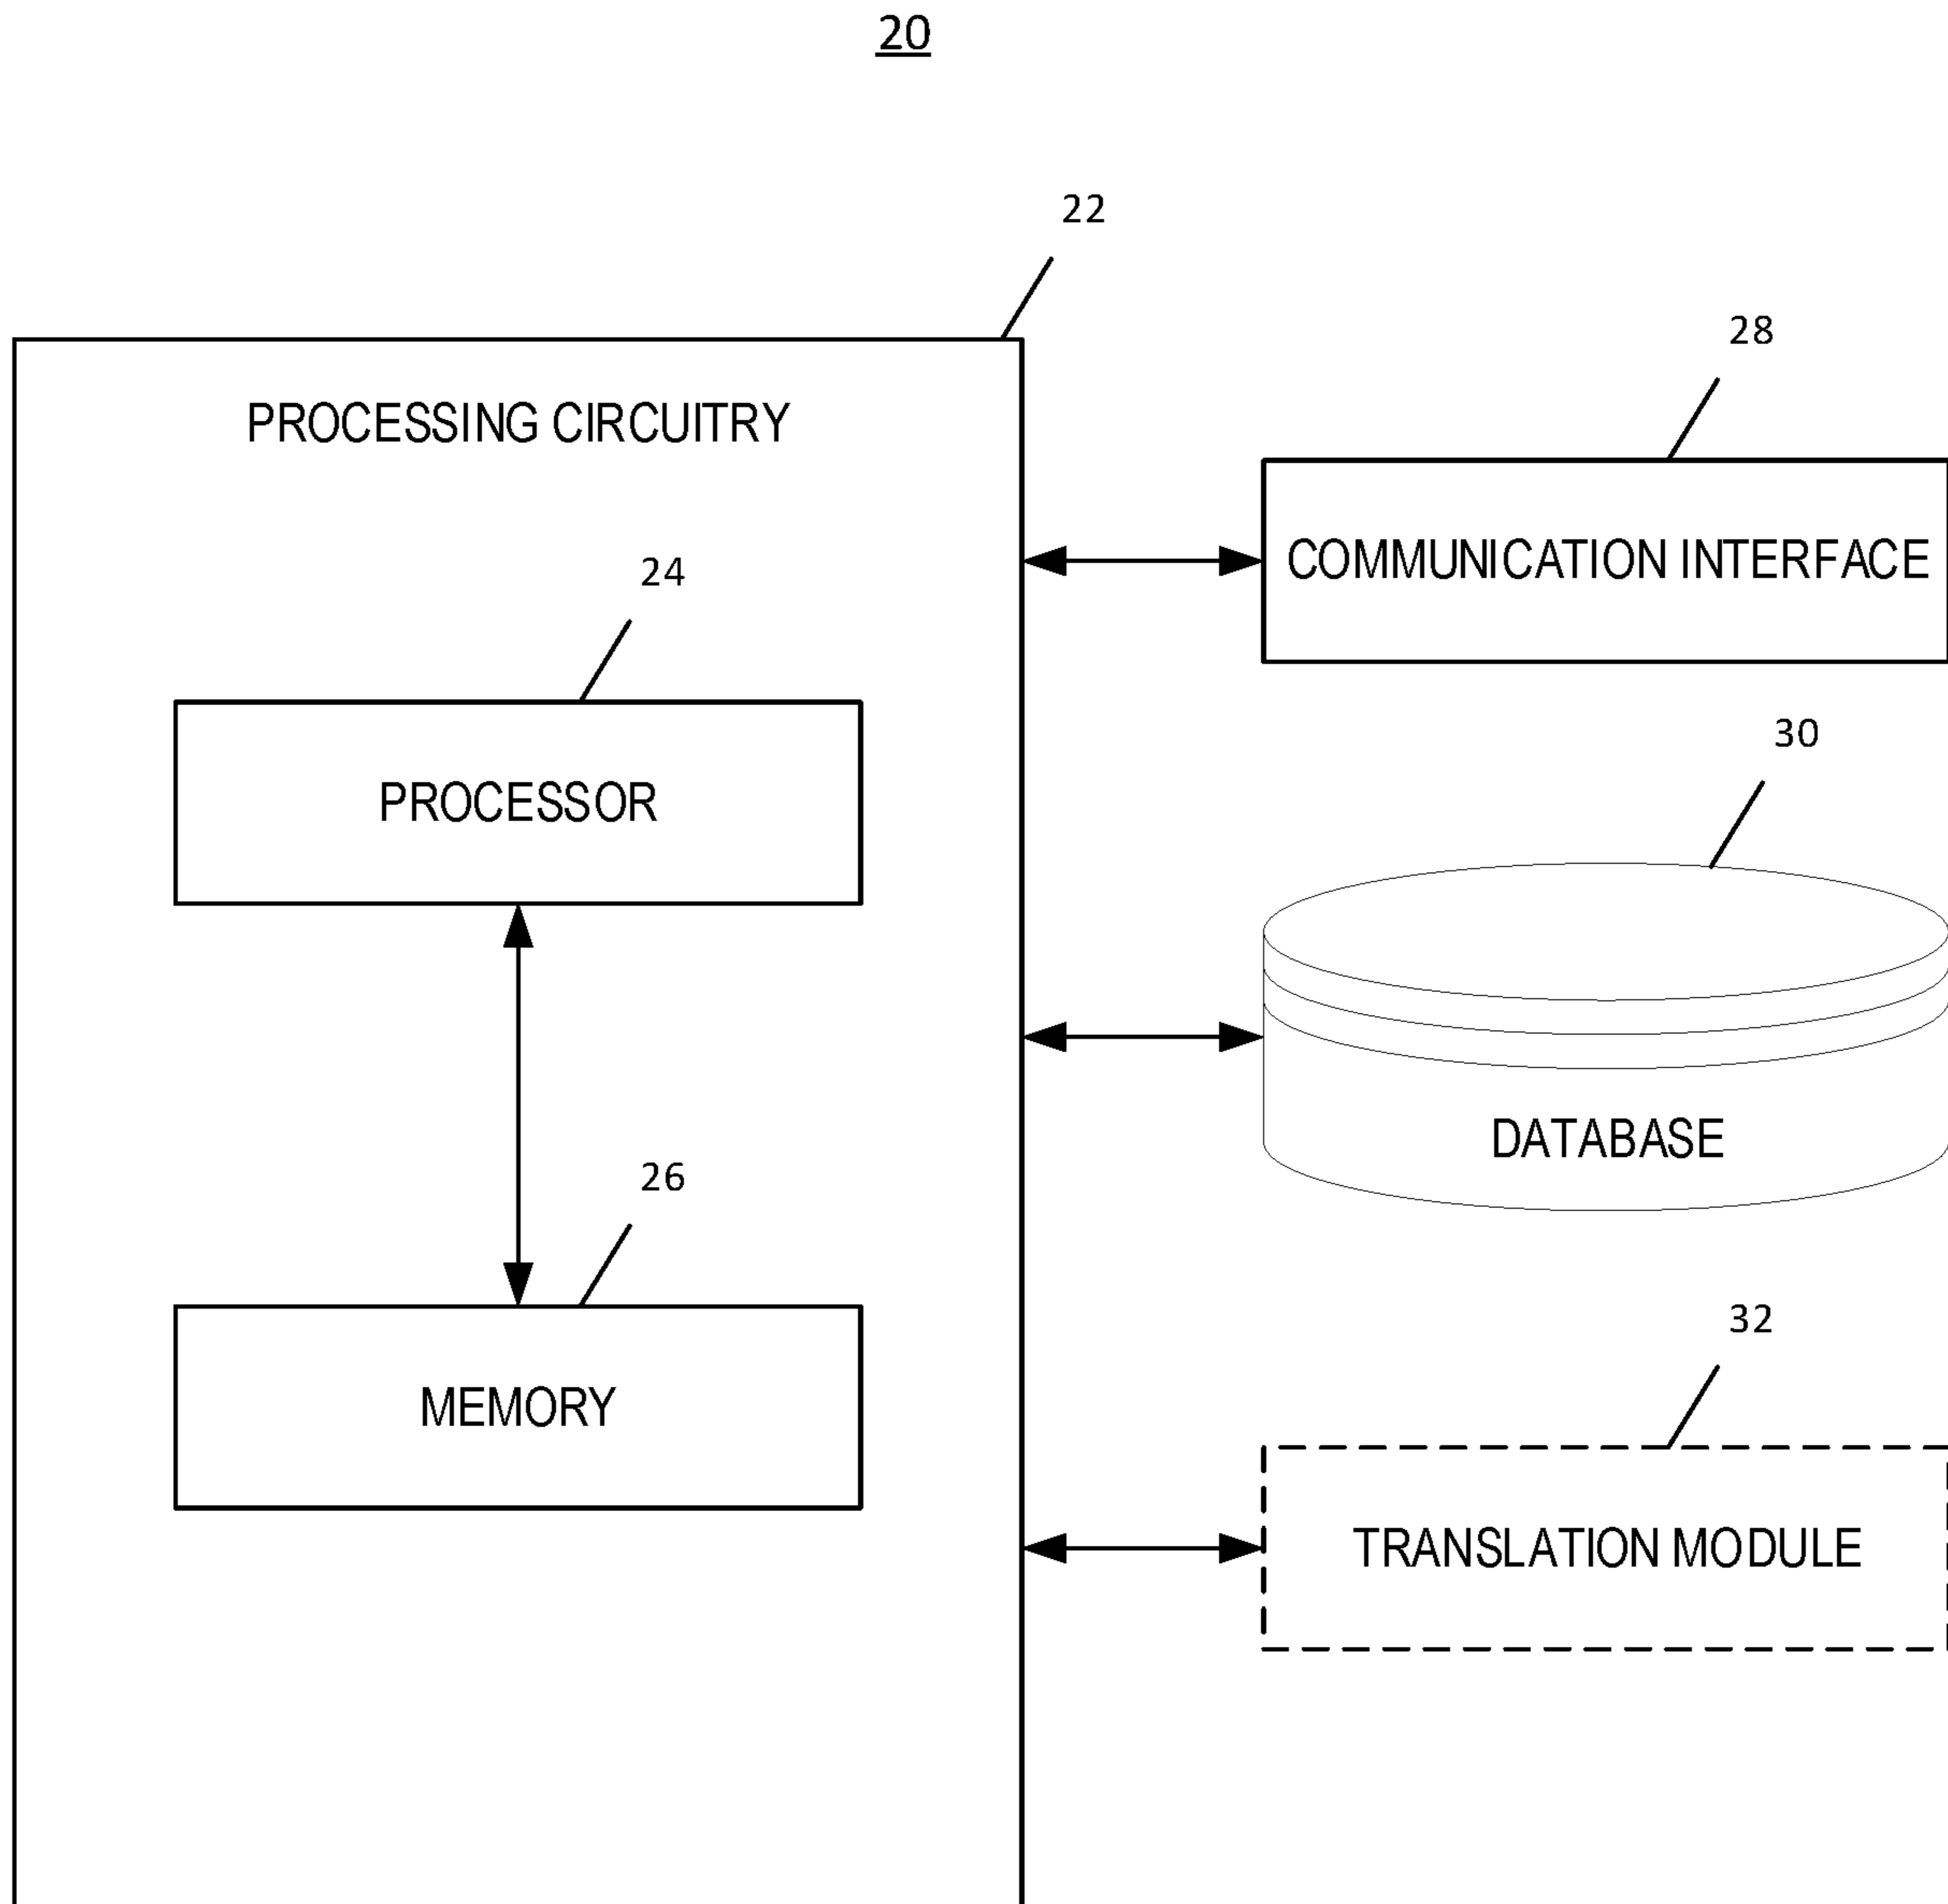 20
22
PROCESSING CIRCUITRY
28
COMMUNICATION INTERFACE
24
PROCESSOR
30
DATABASE
26
MEMORY
32
TRANSLATION MODULE